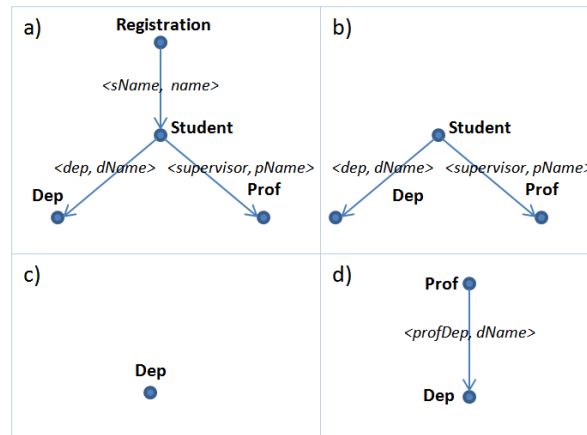 a)
Registration
<sName, name>
Student
<dep, dName> <supervisor, pName>
Dep
Prof
b)
Student
<dep, dName> <supervisor, pName>
Dep
Prof
c)
Dep
d)
Prof
<profDep, dName>
Dep